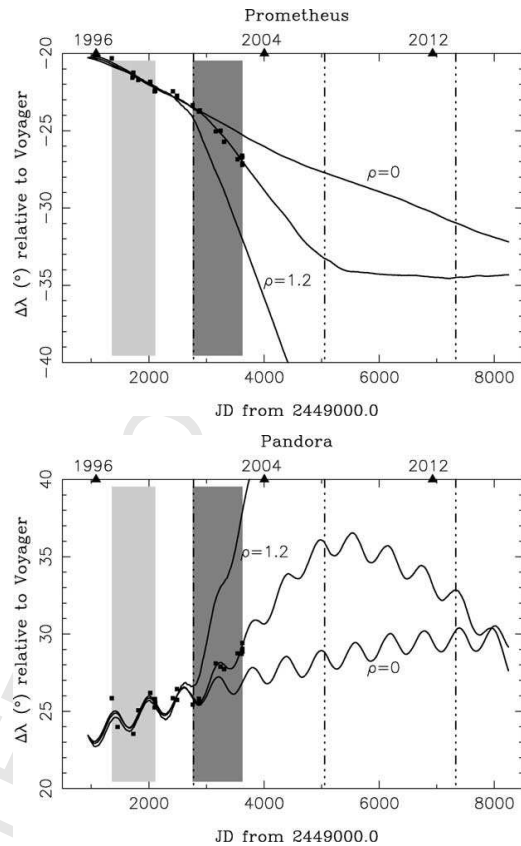 Prometheus
1996 2004 2012
−20
−25
−30
−35
−40
Δλ (°) relative to Voyager
ρ=0
ρ=1.2
2000 4000 6000 8000
JD from 2449000.0
Pandora
1996 2004 2012
40
35
30
25
20
Δλ (°) relative to Voyager
ρ=1.2
ρ=0
2000 4000 6000 8000
JD from 2449000.0